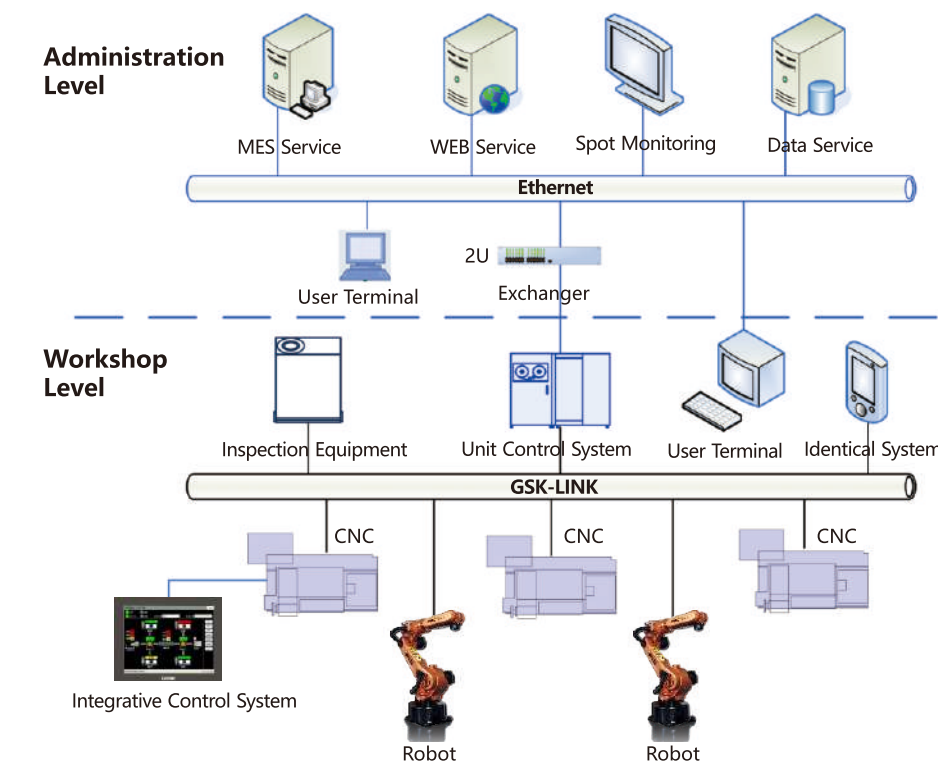 Administration
Level
MES Service
WEB Service
Spot Monitoring
Data Service
Ethernet
User Terminal
2U
Exchanger
Workshop
Level
Inspection Equipment
Unit Control System
User Terminal
Identical System
GSK-LINK
CNC
CNC
CNC
Integrative Control System
Robot
Robot